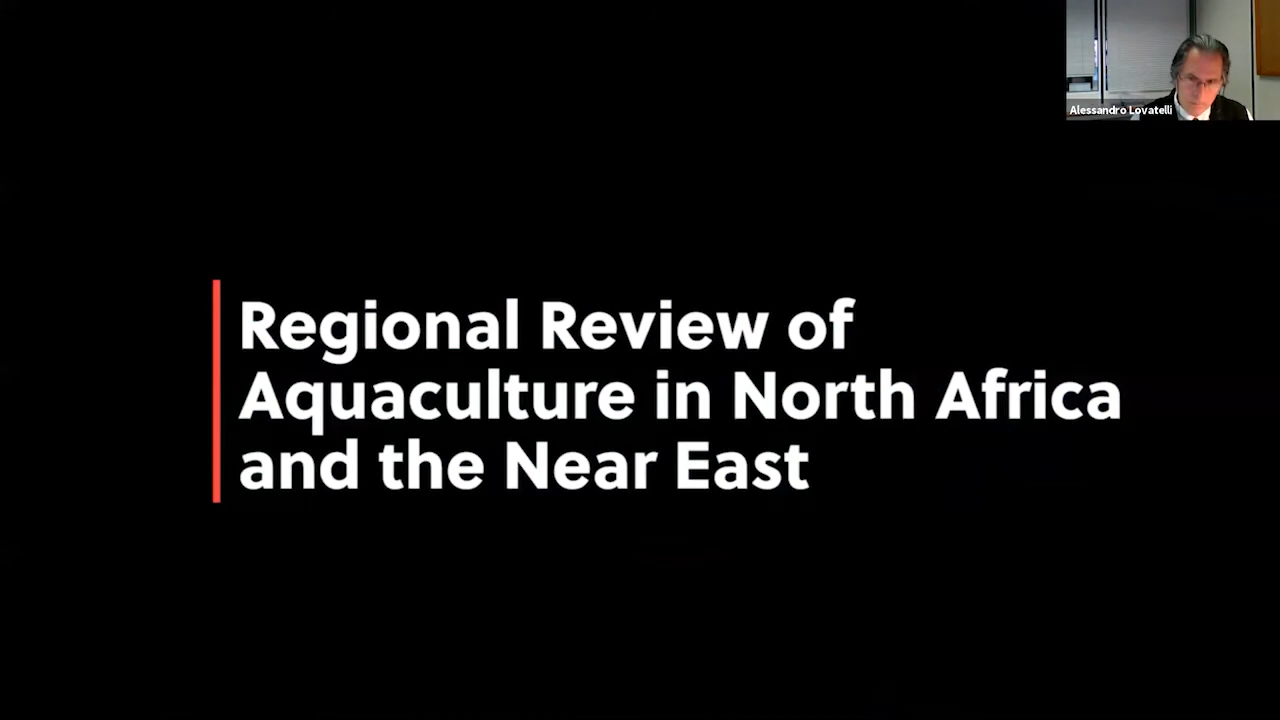 Alessandro Lovatelli
Regional Review of
Aquaculture in North Africa
and the Near East